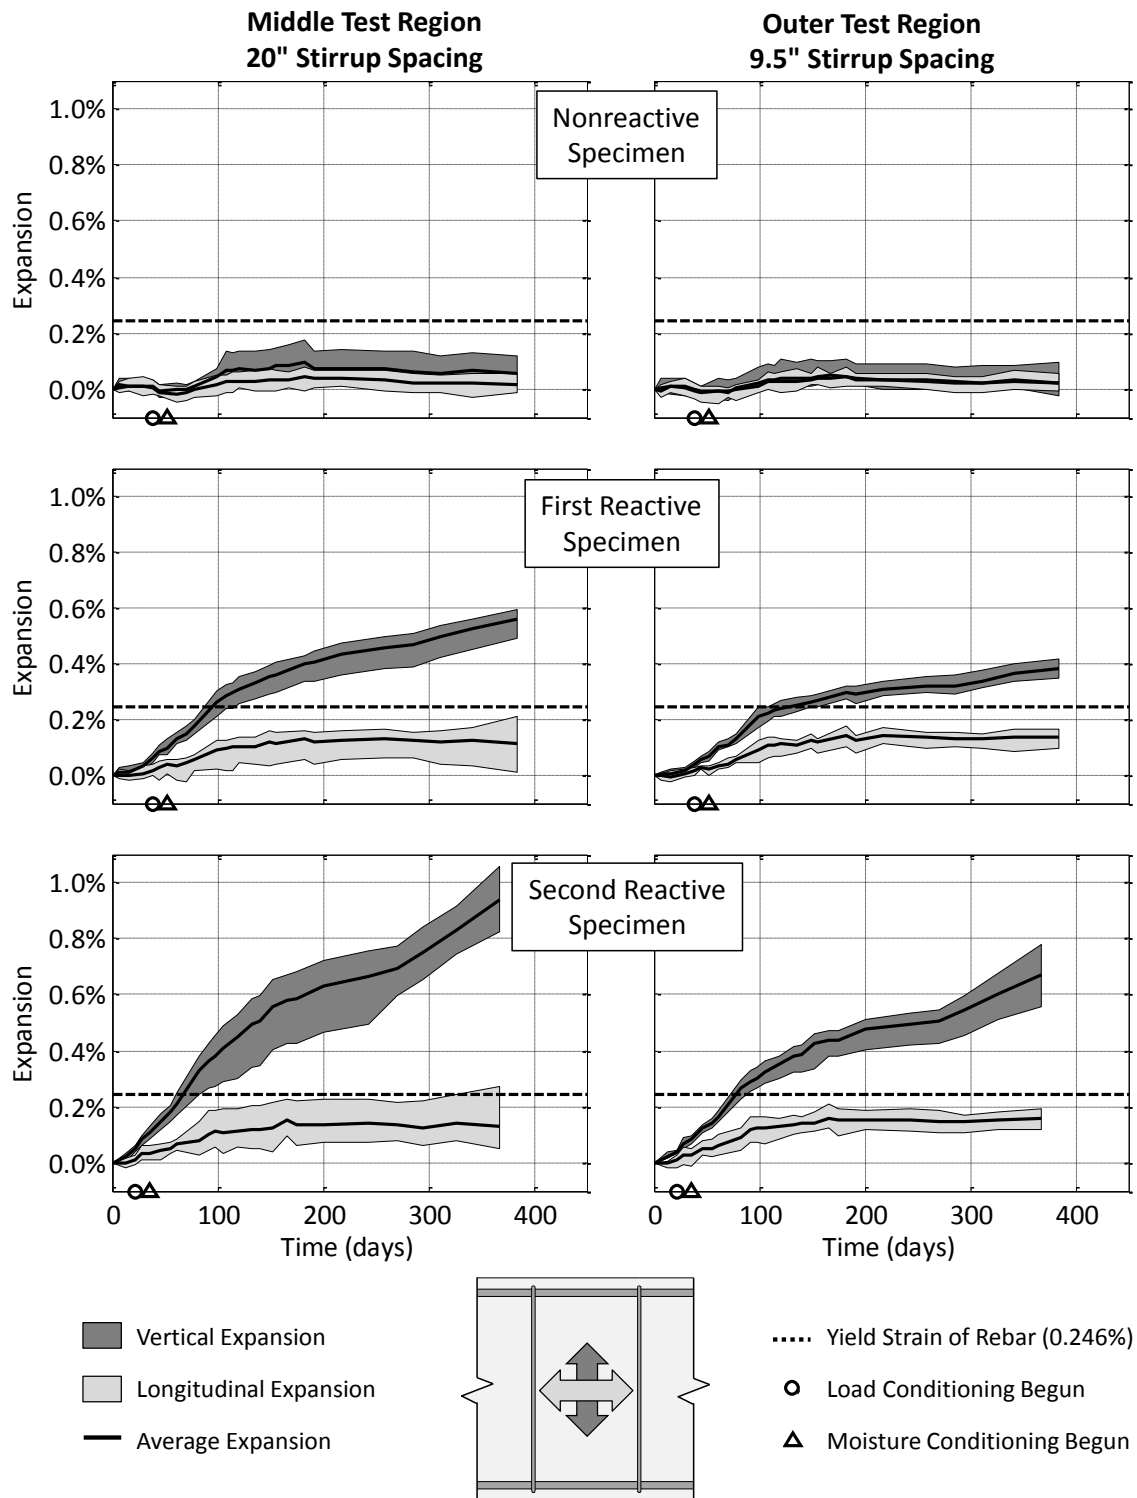 Middle Test Region
20" Stirrup Spacing
Outer Test Region
9.5" Stirrup Spacing
Nonreactive
Specimen
Expansion
1.0%
0.8%
0.6%
0.4%
0.2%
0.0%
First Reactive
Specimen
Expansion
1.0%
0.8%
0.6%
0.4%
0.2%
0.0%
Second Reactive
Specimen
Expansion
1.0%
0.8%
0.6%
0.4%
0.2%
0.0%
0 100 200 300 400
Time (days)
0 100 200 300 400
Time (days)
Vertical Expansion
Longitudinal Expansion
Average Expansion
Yield Strain of Rebar (0.246%)
Load Conditioning Begun
Moisture Conditioning Begun